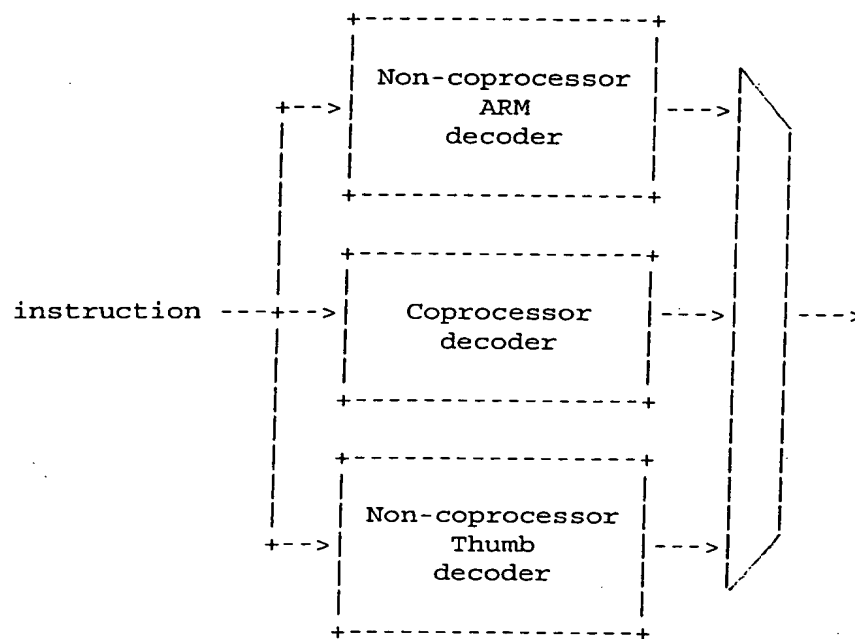 Non-coprocessor
ARM
decoder
instruction
Coprocessor
decoder
Non-coprocessor
Thumb
decoder